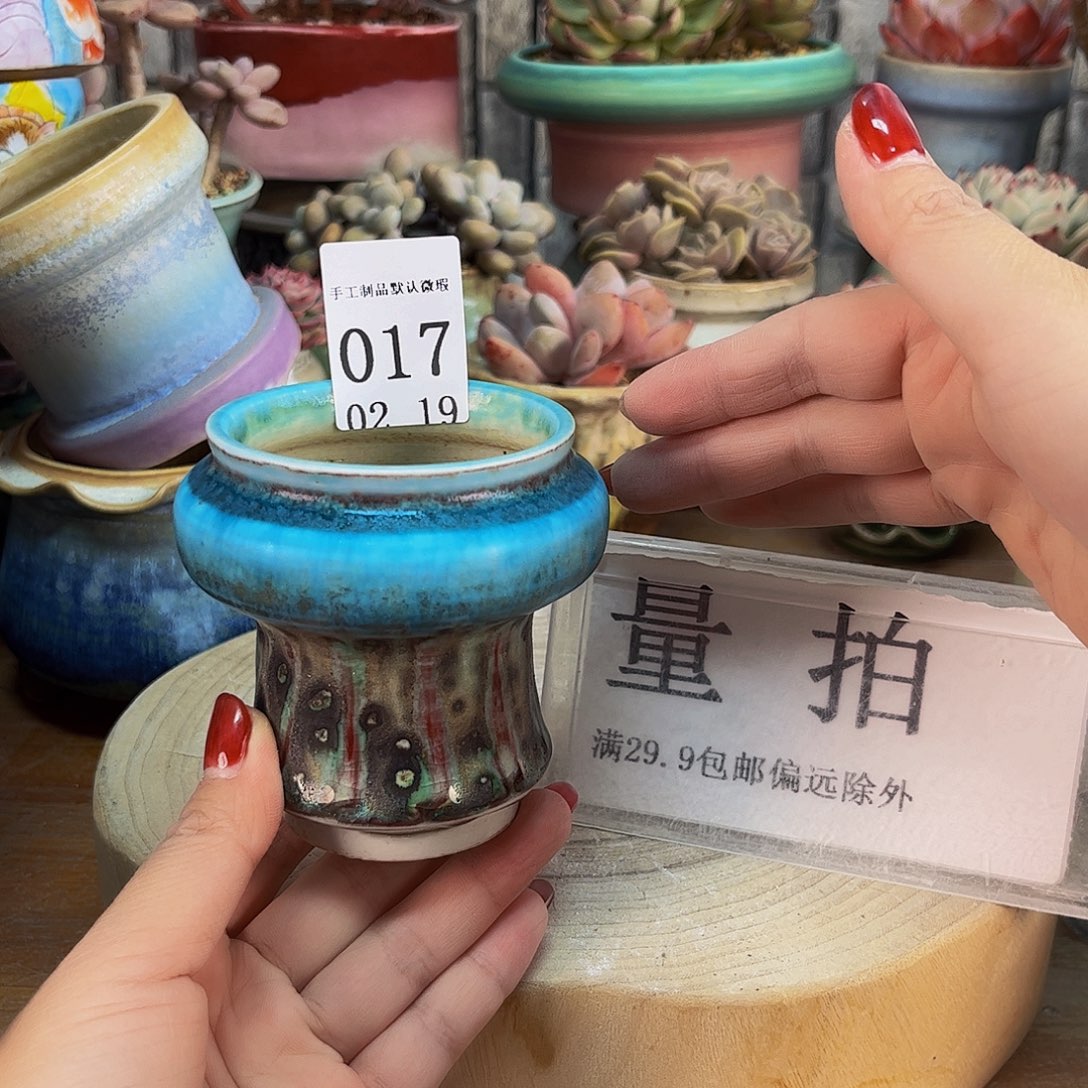 手工制品默认微瑕
017
02 19
量 拍
满29.9包邮偏远除外